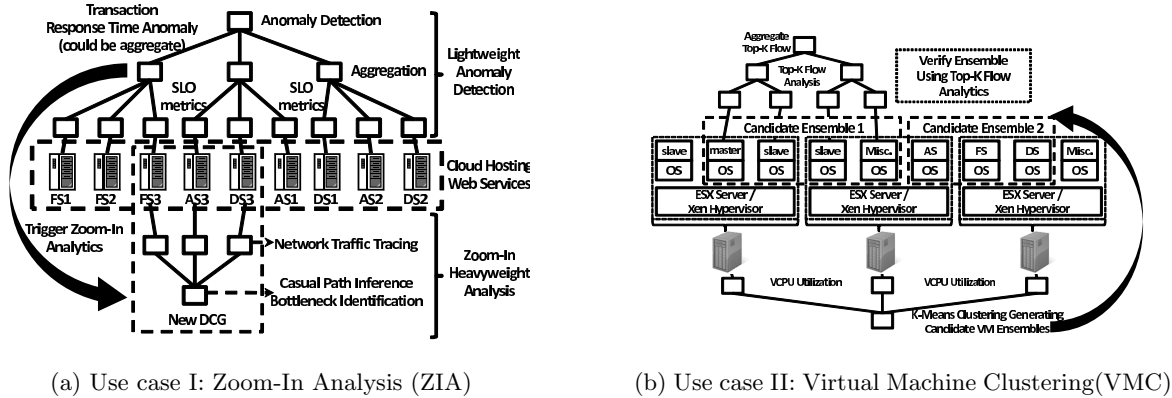 Transaction
Response Time Anomaly
(could be aggregate)
Anomaly Detection
Aggregation
SLO
metrics
SLO
metrics
Lightweight
Anomaly
Detection
FS1 FS2 FS3 AS3 DS3 AS1 DS1 AS2 DS2
Cloud Hosting
Web Services
Trigger Zoom-In
Analytics
Network Traffic Tracing
Casual Path Inference
Bottleneck Identification
New DCG
Zoom-In
Heavyweight
Analysis
(a) Use case I: Zoom-In Analysis (ZIA)
Aggregate
Top-K Flow
Top-K Flow
Analysis
Verify Ensemble
Using Top-K Flow
Analytics
Candidate Ensemble 1
Candidate Ensemble 2
slave master slave slave Misc. AS FS DS Misc.
OS OS OS OS OS OS OS OS OS
ESX Server /
Xen Hypervisor
ESX Server /
Xen Hypervisor
ESX Server /
Xen Hypervisor
VCPU Utilization
VCPU Utilization
K-Means Clustering Generating
Candidate VM Ensembles
(b) Use case II: Virtual Machine Clustering(VMC)